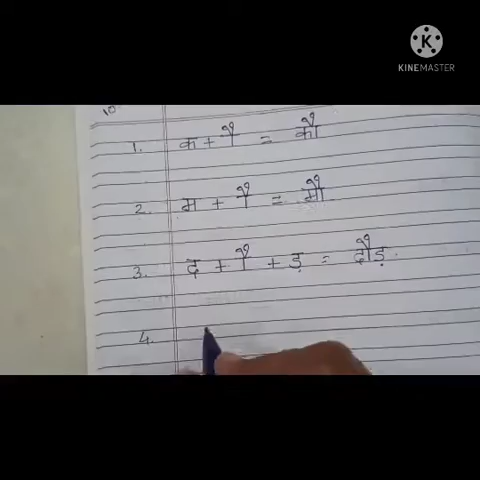 K
KINEMASTER
1. क + ौ = कौ
2. म + ौ = मौ
3. द + ौ + ड़ = दौड़
4.